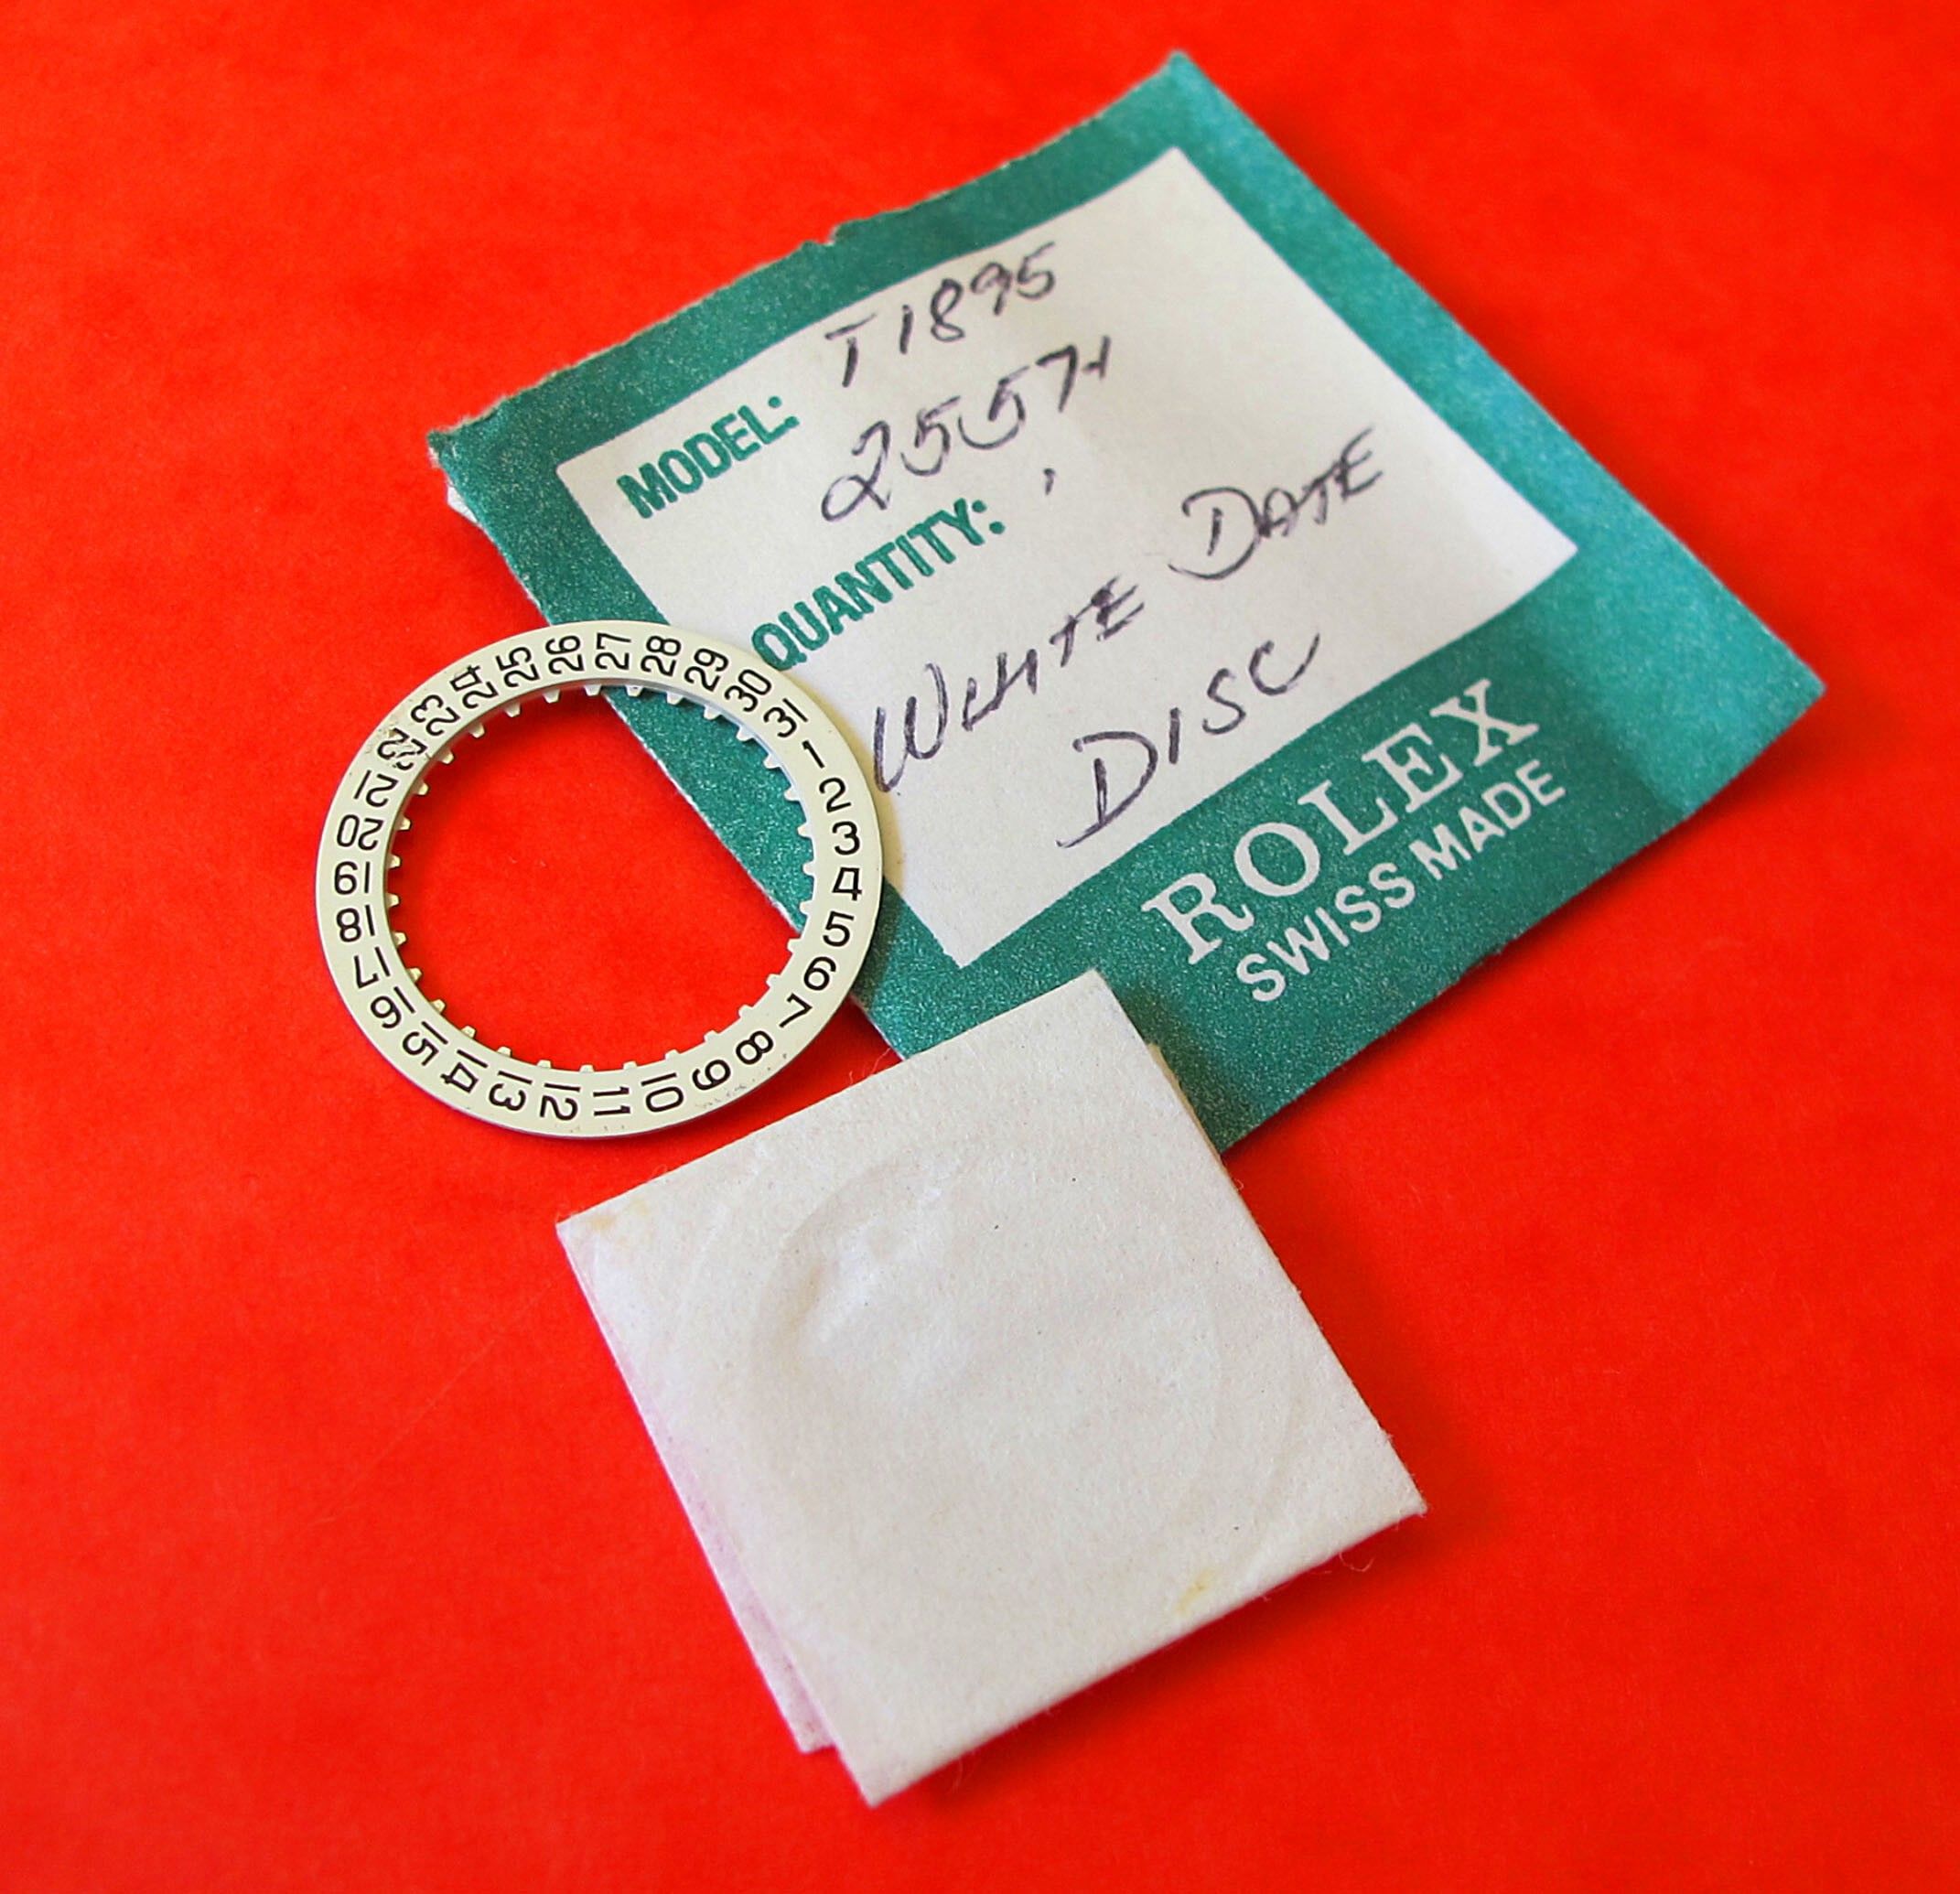 MODEL: T1895
25571
QUANTITY: 1
WHITE DATE
DISC
ROLEX
SWISS MADE
1 2 3 4 5 6 7 8 9 10 11 12 13 14 15 16 17 18 19 20 21 22 23 24 25 26 27 28 29 30 31